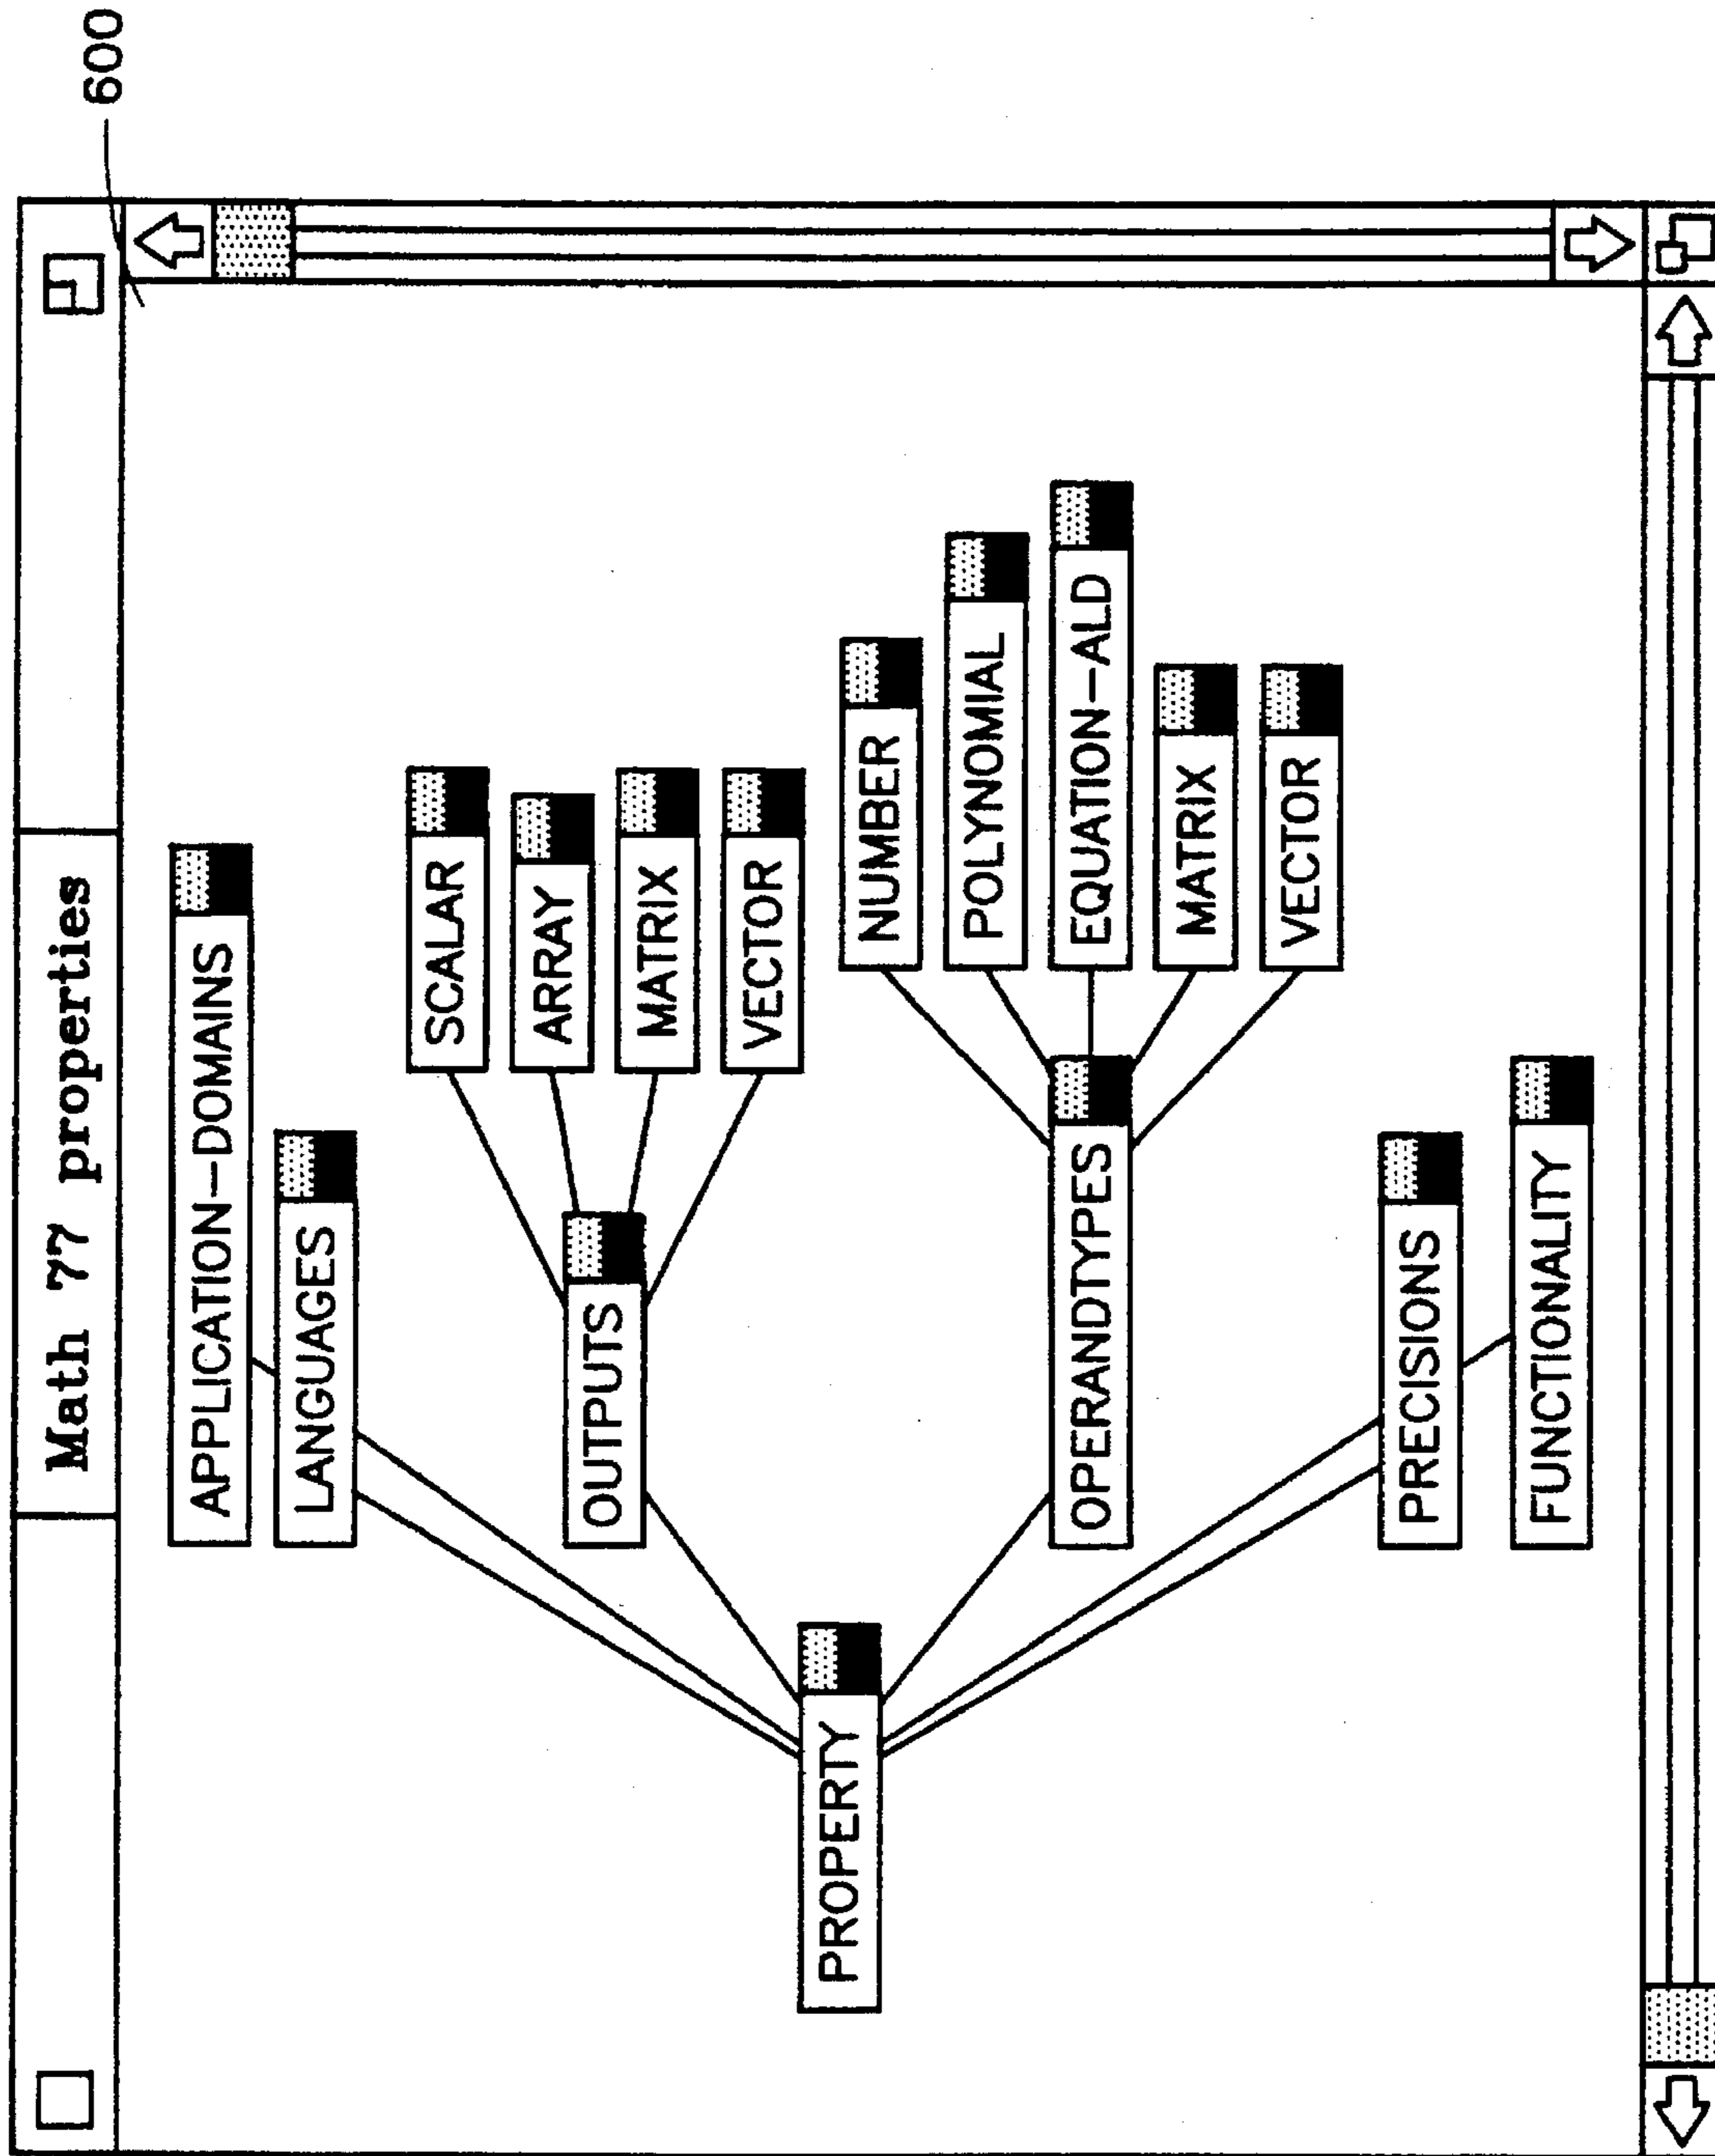 600
Math 77 properties
APPLICATION-DOMAINS
LANGUAGES
SCALAR
ARRAY
OUTPUTS
MATRIX
VECTOR
PROPERTY
NUMBER
POLYNOMIAL
OPERANDTYPES
EQUATION-ALD
MATRIX
VECTOR
PRECISIONS
FUNCTIONALITY